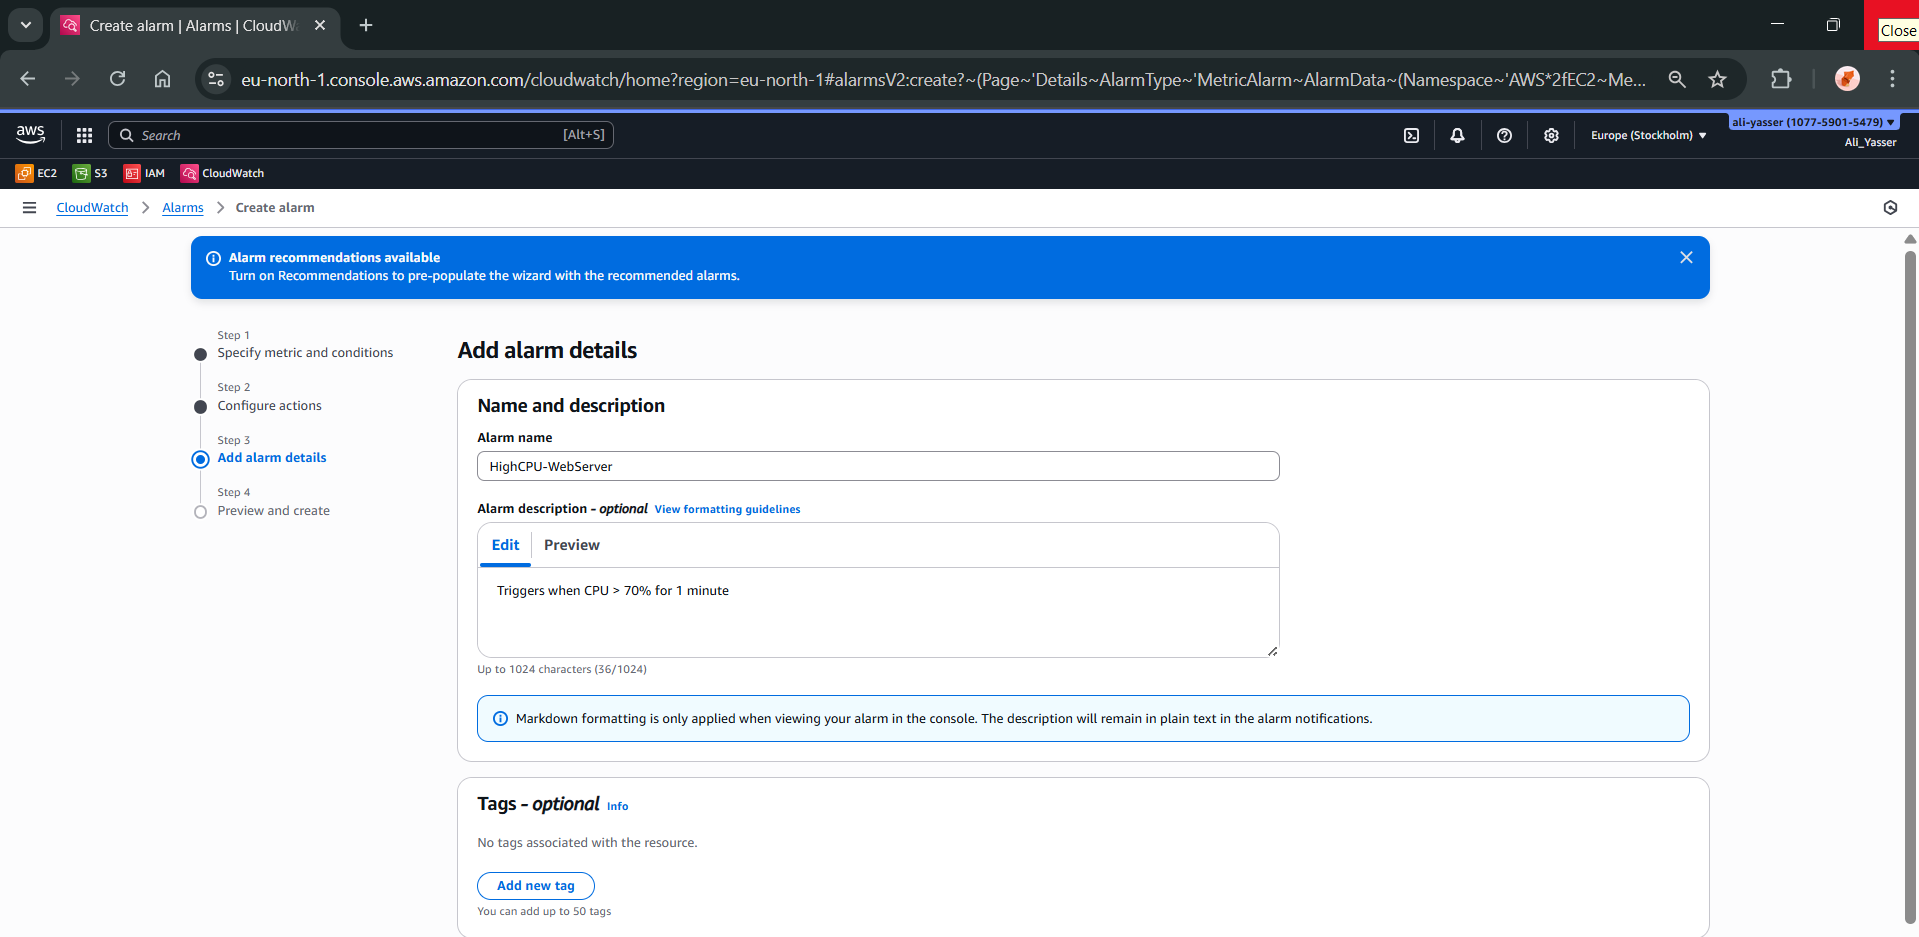 Create alarm | Alarms | CloudW
Close
eu-north-1.console.aws.amazon.com/cloudwatch/home?region=eu-north-1#alarmsV2:create?~(Page~'Details~AlarmType~'MetricAlarm~AlarmData~(Namespace~'AWS*2fEC2~Me...
aws
Search
[Alt+S]
Europe (Stockholm)
ali-yasser (1077-5901-5479)
Ali_Yasser
EC2
S3
IAM
CloudWatch
CloudWatch
Alarms
Create alarm
Alarm recommendations available
Turn on Recommendations to pre-populate the wizard with the recommended alarms.
Step 1
Specify metric and conditions
Step 2
Configure actions
Step 3
Add alarm details
Step 4
Preview and create
Add alarm details
Name and description
Alarm name
HighCPU-WebServer
Alarm description - optional View formatting guidelines
Edit
Preview
Triggers when CPU > 70% for 1 minute
Up to 1024 characters (36/1024)
Markdown formatting is only applied when viewing your alarm in the console. The description will remain in plain text in the alarm notifications.
Tags - optional Info
No tags associated with the resource.
Add new tag
You can add up to 50 tags